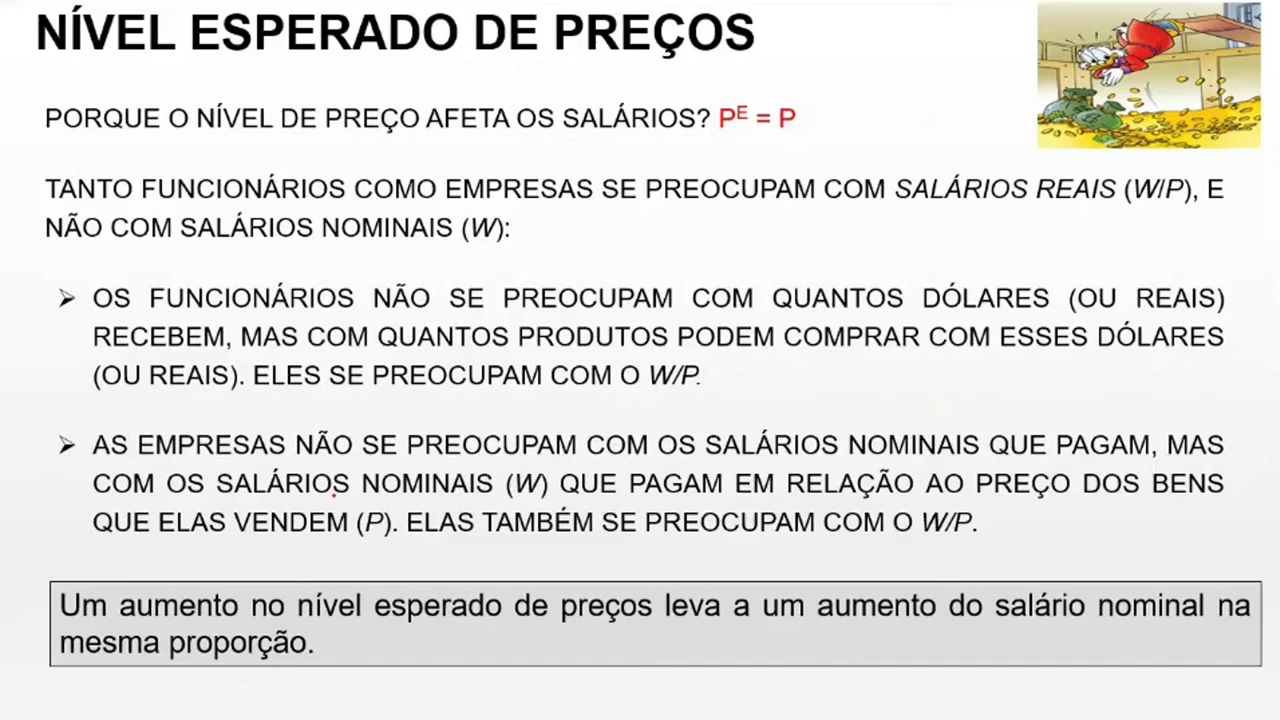 NÍVEL ESPERADO DE PREÇOS
PORQUE O NÍVEL DE PREÇO AFETA OS SALÁRIOS? Pᴱ = P
TANTO FUNCIONÁRIOS COMO EMPRESAS SE PREOCUPAM COM SALÁRIOS REAIS (W/P), E
NÃO COM SALÁRIOS NOMINAIS (W):
➢ OS FUNCIONÁRIOS NÃO SE PREOCUPAM COM QUANTOS DÓLARES (OU REAIS)
RECEBEM, MAS COM QUANTOS PRODUTOS PODEM COMPRAR COM ESSES DÓLARES
(OU REAIS). ELES SE PREOCUPAM COM O W/P.
➢ AS EMPRESAS NÃO SE PREOCUPAM COM OS SALÁRIOS NOMINAIS QUE PAGAM, MAS
COM OS SALÁRIOS NOMINAIS (W) QUE PAGAM EM RELAÇÃO AO PREÇO DOS BENS
QUE ELAS VENDEM (P). ELAS TAMBÉM SE PREOCUPAM COM O W/P.
Um aumento no nível esperado de preços leva a um aumento do salário nominal na
mesma proporção.